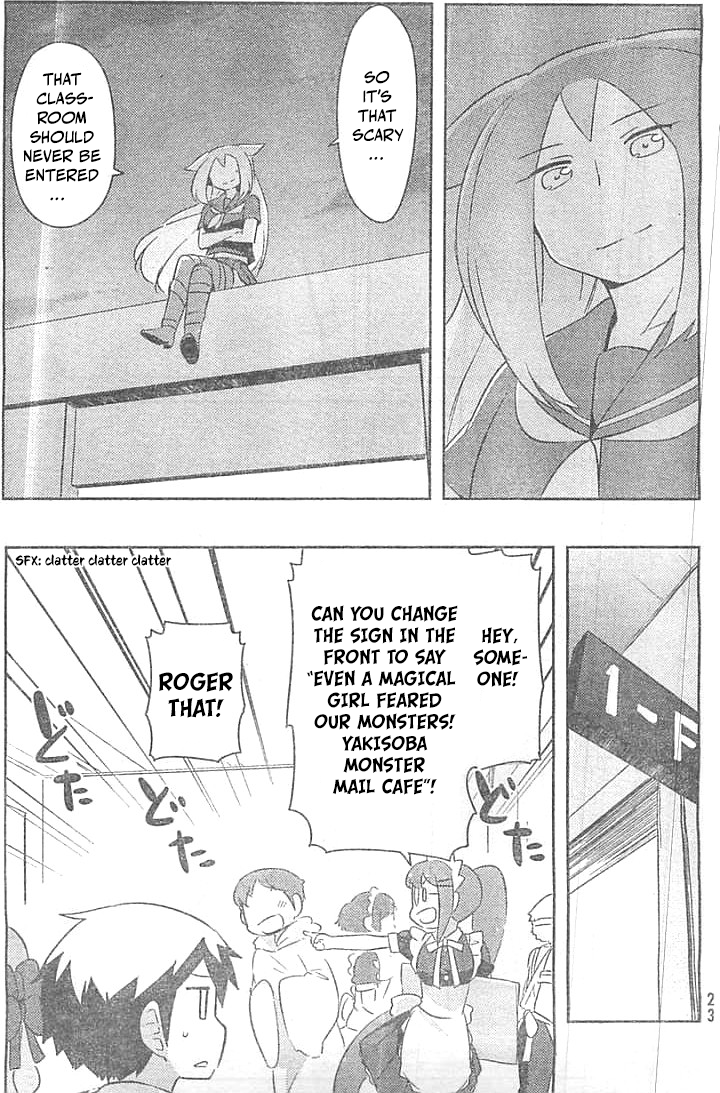 SO
IT'S
THAT
SCARY
...
THAT
CLASS-
ROOM
SHOULD
NEVER BE
ENTERED
...
1-F
HEY,
SOME-
ONE!
CAN YOU CHANGE
THE SIGN IN THE
FRONT TO SAY
"EVEN A MAGICAL
GIRL FEARED
OUR MONSTERS!
YAKISOBA
MONSTER
MAIL CAFE"!
ROGER
THAT!
SFX: clatter clatter clatter
どた
どた
どた
23